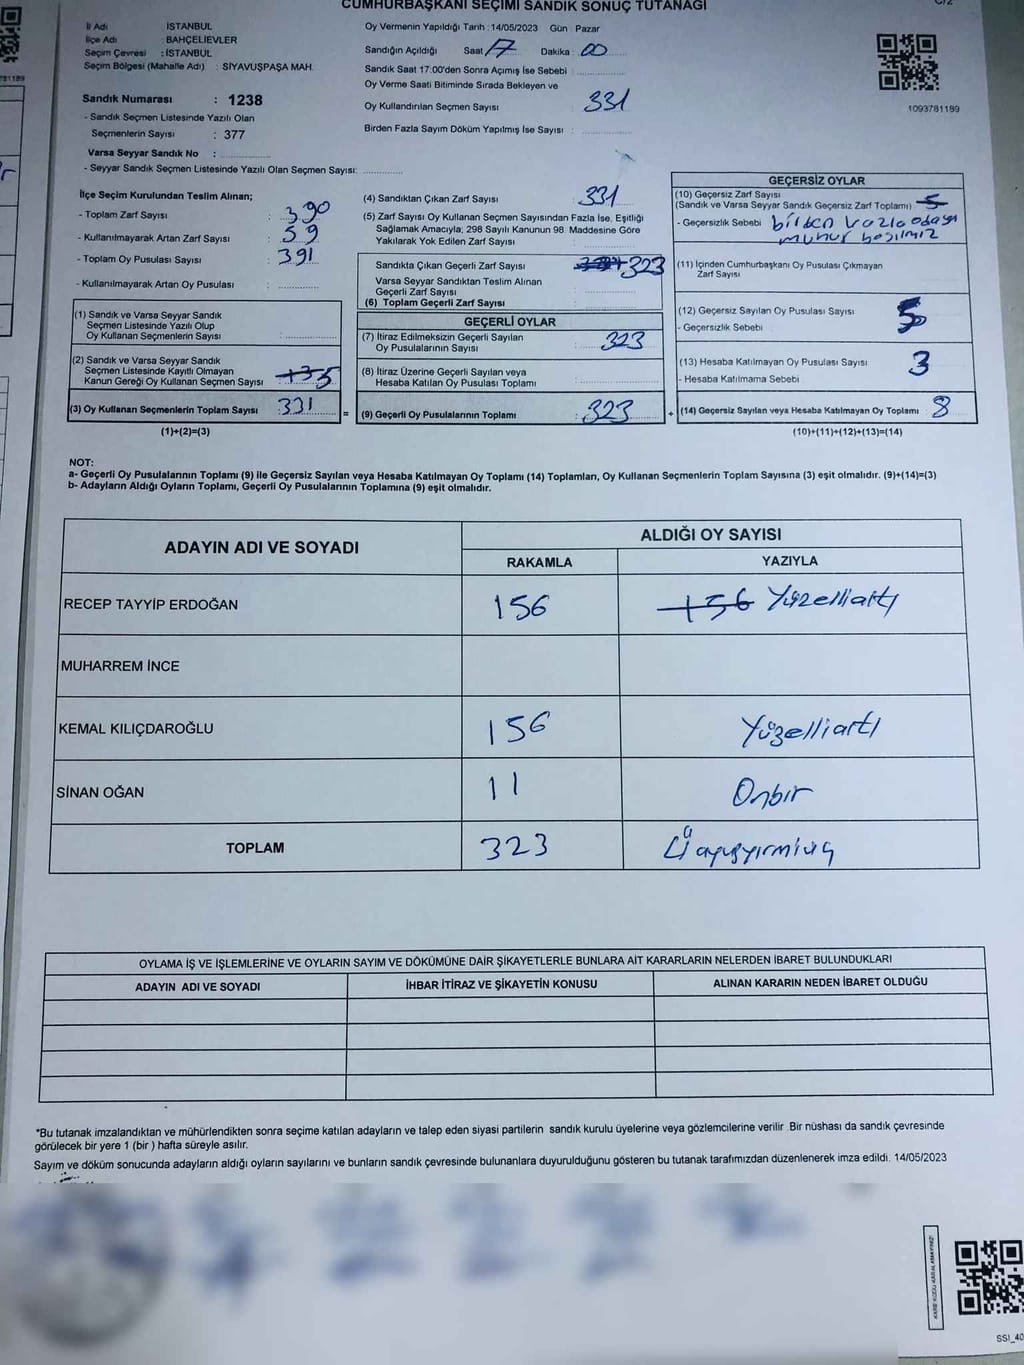 CUMHURBAŞKANI SEÇİMİ SANDIK SONUÇ TUTANAĞI
İl Adı İSTANBUL
İlçe Adı : BAHÇELİEVLER
Seçim Çevresi : İSTANBUL
Seçim Bölgesi (Mahalle Adı) : SİYAVUŞPAŞA MAH.
Sandık Numarası : 1238
- Sandık Seçmen Listesinde Yazılı Olan
Seçmenlerin Sayısı : 377
Varsa Seyyar Sandık No :
- Seyyar Sandık Seçmen Listesinde Yazılı Olan Seçmen Sayısı:
Oy Vermenin Yapıldığı Tarih : 14/05/2023 Gün Pazar
Sandığın Açıldığı Saat 17 Dakika 00
Sandık Saat 17:00'den Sonra Açımış İse Sebebi
Oy Verme Saati Bitiminde Sırada Bekleyen ve
Oy Kullandırılan Seçmen Sayısı 331
Birden Fazla Sayım Döküm Yapılmış İse Sayısı :
1093781189
İlçe Seçim Kurulundan Teslim Alınan;
- Toplam Zarf Sayısı : 390
- Kullanılmayarak Artan Zarf Sayısı : 59
- Toplam Oy Pusulası Sayısı : 391
- Kullanılmayarak Artan Oy Pusulası :
(1) Sandık ve Varsa Seyyar Sandık
Seçmen Listesinde Yazılı Olup
Oy Kullanan Seçmenlerin Sayısı :
(2) Sandık ve Varsa Seyyar Sandık
Seçmen Listesinde Kayıtlı Olmayan
Kanun Gereği Oy Kullanan Seçmen Sayısı
(3) Oy Kullanan Seçmenlerin Toplam Sayısı : 331
(1)+(2)=(3)
(4) Sandıktan Çıkan Zarf Sayısı : 331
(5) Zarf Sayısı Oy Kullanan Seçmen Sayısından Fazla İse, Eşitliği
Sağlamak Amacıyla; 298 Sayılı Kanunun 98. Maddesine Göre
Yakılarak Yok Edilen Zarf Sayısı
Sandıkta Çıkan Geçerli Zarf Sayısı 323
Varsa Seyyar Sandıktan Teslim Alınan
Geçerli Zarf Sayısı
(6) Toplam Geçerli Zarf Sayısı
GEÇERLİ OYLAR
(7) İtiraz Edilmeksizin Geçerli Sayılan
Oy Pusulalarının Sayısı : 323
(8) İtiraz Üzerine Geçerli Sayılan veya
Hesaba Katılan Oy Pusulası Toplamı
= (9) Geçerli Oy Pusulalarının Toplamı : 323
GEÇERSİZ OYLAR
(10) Geçersiz Zarf Sayısı
(Sandık ve Varsa Seyyar Sandık Geçersiz Zarf Toplamı) 5
- Geçersizlik Sebebi birden vazla odaya
muhur basılmız
(11) İçinden Cumhurbaşkanı Oy Pusulası Çıkmayan
Zarf Sayısı
(12) Geçersiz Sayılan Oy Pusulası Sayısı 5
- Geçersizlik Sebebi
(13) Hesaba Katılmayan Oy Pusulası Sayısı 3
- Hesaba Katılmama Sebebi
+ (14) Geçersiz Sayılan veya Hesaba Katılmayan Oy Toplamı 8
(10)+(11)+(12)+(13)=(14)
NOT:
a- Geçerli Oy Pusulalarının Toplamı (9) ile Geçersiz Sayılan veya Hesaba Katılmayan Oy Toplamı (14) Toplamları, Oy Kullanan Seçmenlerin Toplam Sayısına (3) eşit olmalıdır. (9)+(14)=(3)
b- Adayların Aldığı Oyların Toplamı, Geçerli Oy Pusulalarının Toplamına (9) eşit olmalıdır.
ADAYIN ADI VE SOYADI ALDIĞI OY SAYISI
RAKAMLA YAZIYLA
RECEP TAYYİP ERDOĞAN 156 156 Yüzelliatı
MUHARREM İNCE
KEMAL KILIÇDAROĞLU 156 Yüzelliartı
SİNAN OĞAN 11 Onbir
TOPLAM 323
OYLAMA İŞ VE İŞLEMLERİNE VE OYLARIN SAYIM VE DÖKÜMÜNE DAİR ŞİKAYETLERLE BUNLARA AİT KARARLARIN NELERDEN İBARET BULUNDUKLARI
ADAYIN ADI VE SOYADI İHBAR İTİRAZ VE ŞİKAYETİN KONUSU ALINAN KARARIN NEDEN İBARET OLDUĞU
*Bu tutanak imzalandıktan ve mühürlendikten sonra seçime katılan adayların ve talep eden siyasi partilerin sandık kurulu üyelerine veya gözlemcilerine verilir .Bir nüshası da sandık çevresinde
görülecek bir yere 1 (bir ) hafta süreyle asılır.
Sayım ve döküm sonucunda adayların aldığı oyların sayılarını ve bunların sandık çevresinde bulunanlara duyurulduğunu gösteren bu tutanak tarafımızdan düzenlenerek imza edildi. 14/05/2023
KARE KODU KARALAMAYINIZ!
SSI_40